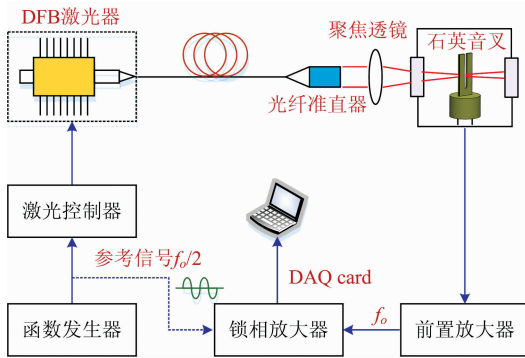 DFB激光器
聚焦透镜
石英音叉
光纤准直器
激光控制器
参考信号fo/2
DAQ card
函数发生器
锁相放大器
fo
前置放大器